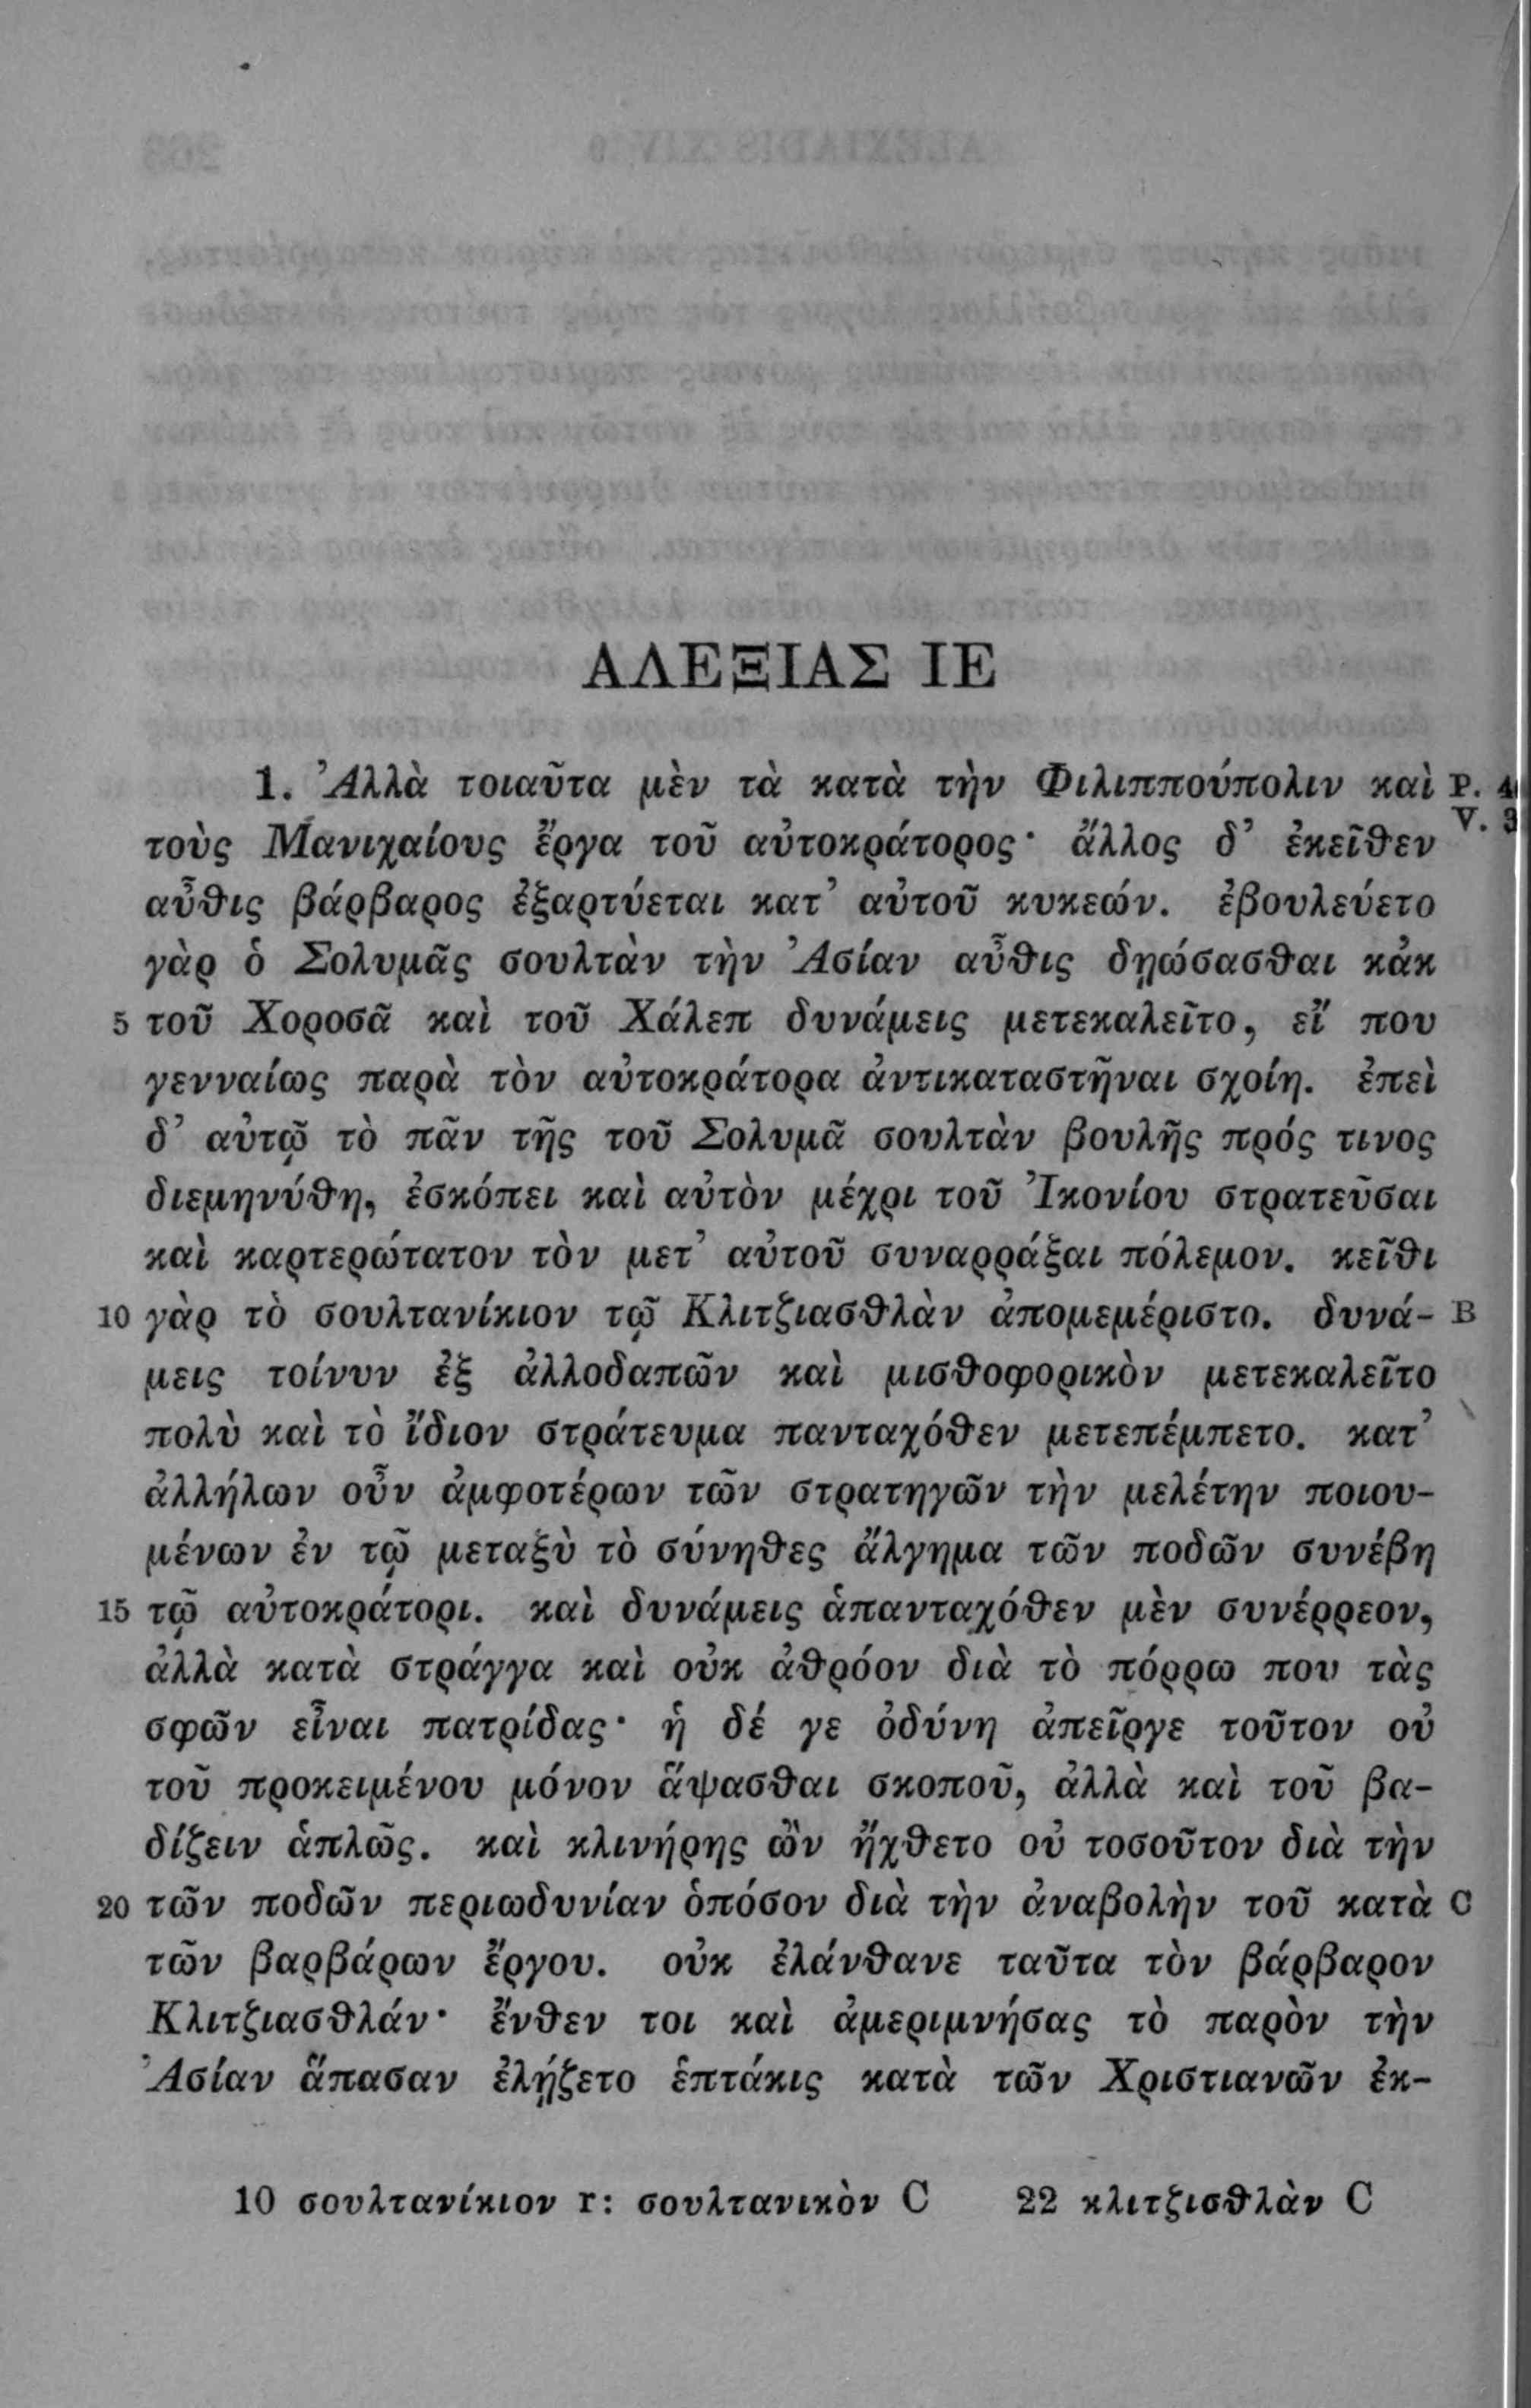 ΑΛΕΞΙΑΣ ΙΕ
1. Ἀλλὰ τοιαῦτα μὲν τὰ κατὰ τὴν Φιλιππούπολιν καὶ P.
τοὺς Μανιχαίους ἔργα τοῦ αὐτοκράτορος· ἄλλος δ’ ἐκεῖθεν V.
αὖθις βάρβαρος ἐξαρτύεται κατ’ αὐτοῦ κυκεών. ἐβουλεύετο
γὰρ ὁ Σολυμᾶς σουλτὰν τὴν Ἀσίαν αὖθις δῃώσασθαι κἀκ
5 τοῦ Χοροσᾶ καὶ τοῦ Χάλεπ δυνάμεις μετεκαλεῖτο, εἴ που
γενναίως παρὰ τὸν αὐτοκράτορα ἀντικαταστῆναι σχοίη. ἐπεὶ
δ’ αὐτῷ τὸ πᾶν τῆς τοῦ Σολυμᾶ σουλτὰν βουλῆς πρός τινος
διεμηνύθη, ἐσκόπει καὶ αὐτὸν μέχρι τοῦ Ἰκονίου στρατεῦσαι
καὶ καρτερώτατον τὸν μετ’ αὐτοῦ συναρράξαι πόλεμον. κεῖθι
10 γὰρ τὸ σουλτανίκιον τῷ Κλιτζιασθλὰν ἀπομεμέριστο. δυνά- B
μεις τοίνυν ἐξ ἀλλοδαπῶν καὶ μισθοφορικὸν μετεκαλεῖτο
πολὺ καὶ τὸ ἴδιον στράτευμα πανταχόθεν μετεπέμπετο. κατ’
ἀλλήλων οὖν ἀμφοτέρων τῶν στρατηγῶν τὴν μελέτην ποιου-
μένων ἐν τῷ μεταξὺ τὸ σύνηθες ἄλγημα τῶν ποδῶν συνέβη
15 τῷ αὐτοκράτορι. καὶ δυνάμεις ἁπανταχόθεν μὲν συνέρρεον,
ἀλλὰ κατὰ στράγγα καὶ οὐκ ἀθρόον διὰ τὸ πόρρω που τὰς
σφῶν εἶναι πατρίδας· ἡ δέ γε ὀδύνη ἀπεῖργε τοῦτον οὐ
τοῦ προκειμένου μόνον ἅψασθαι σκοποῦ, ἀλλὰ καὶ τοῦ βα-
δίζειν ἁπλῶς. καὶ κλινήρης ὢν ἤχθετο οὐ τοσοῦτον διὰ τὴν
20 τῶν ποδῶν περιωδυνίαν ὁπόσον διὰ τὴν ἀναβολὴν τοῦ κατὰ C
τῶν βαρβάρων ἔργου. οὐκ ἐλάνθανε ταῦτα τὸν βάρβαρον
Κλιτζιασθλάν· ἔνθεν τοι καὶ ἀμεριμνήσας τὸ παρὸν τὴν
Ἀσίαν ἅπασαν ἐλῄζετο ἑπτάκις κατὰ τῶν Χριστιανῶν ἐκ-
10 σουλτανίκιον r: σουλτανικὸν C 22 κλιτζισθλὰν C